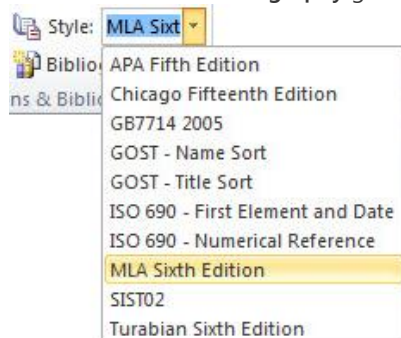 Style: MLA Sixt
Biblio
APA Fifth Edition
ns & Biblio
Chicago Fifteenth Edition
GB7714 2005
GOST - Name Sort
GOST - Title Sort
ISO 690 - First Element and Date
ISO 690 - Numerical Reference
MLA Sixth Edition
SIST02
Turabian Sixth Edition